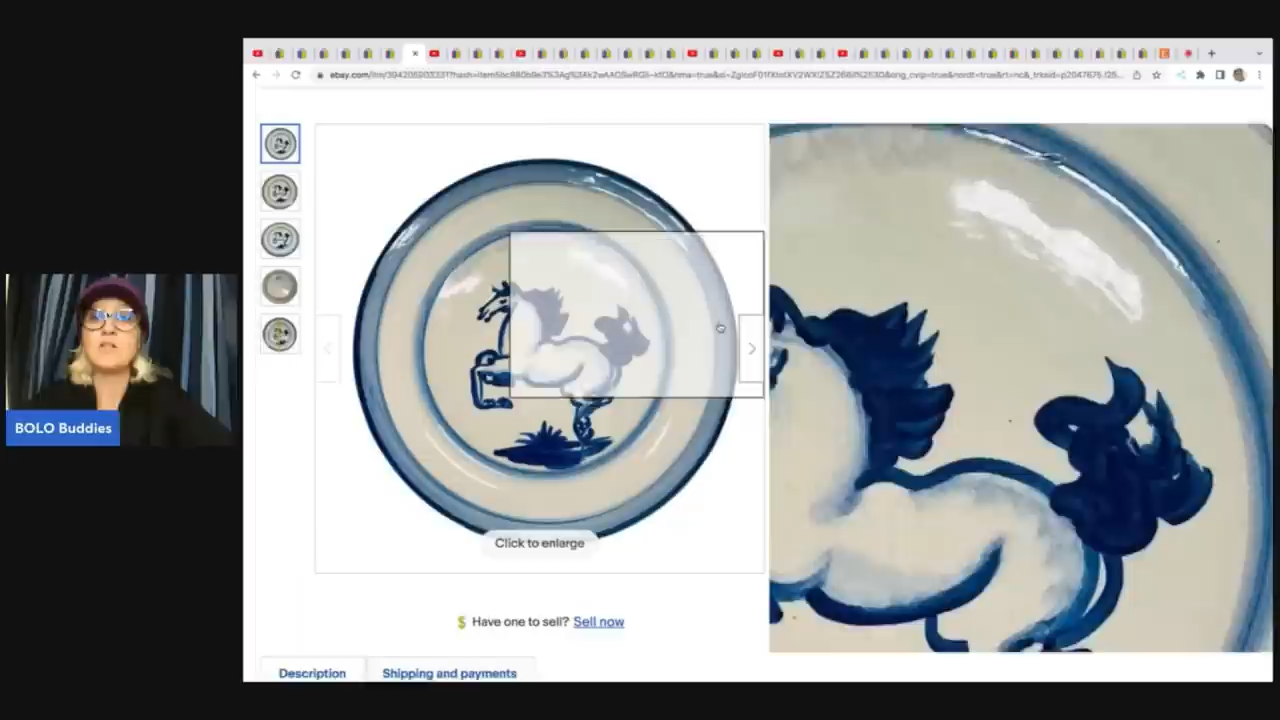 Click to enlarge
Have one to sell? Sell now
BOLO Buddies
Description
Shipping and payments